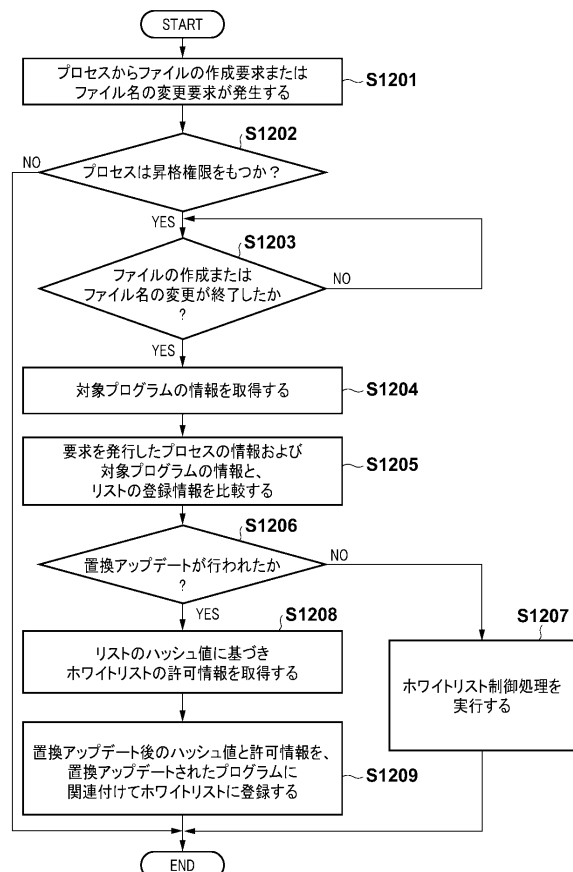 START
プロセスからファイルの作成要求または
ファイル名の変更要求が発生する
S1201
S1202
プロセスは昇格権限をもつか？
NO
YES
S1203
ファイルの作成または
ファイル名の変更が終了したか
？
NO
YES
対象プログラムの情報を取得する
S1204
要求を発行したプロセスの情報および
対象プログラムの情報と、
リストの登録情報を比較する
S1205
S1206
置換アップデートが行われたか
？
NO
YES
S1208
リストのハッシュ値に基づき
ホワイトリストの許可情報を取得する
S1207
ホワイトリスト制御処理を
実行する
置換アップデート後のハッシュ値と許可情報を、
置換アップデートされたプログラムに
関連付けてホワイトリストに登録する
S1209
END